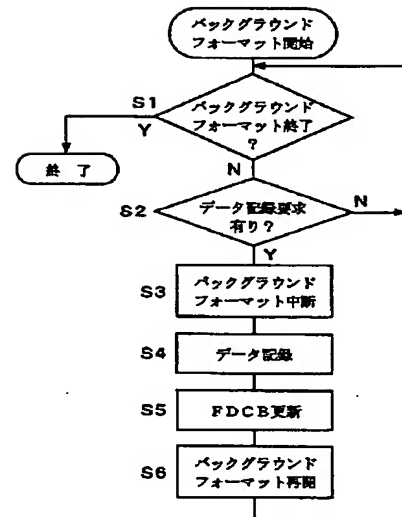 バックグラウンド
フォーマット開始
S1
バックグラウンド
フォーマット終了
?
Y
終 了
N
S2
データ記録要求
有り?
N
Y
S3
バックグラウンド
フォーマット中断
S4
データ記録
S5
FDCB更新
S6
バックグラウンド
フォーマット再開